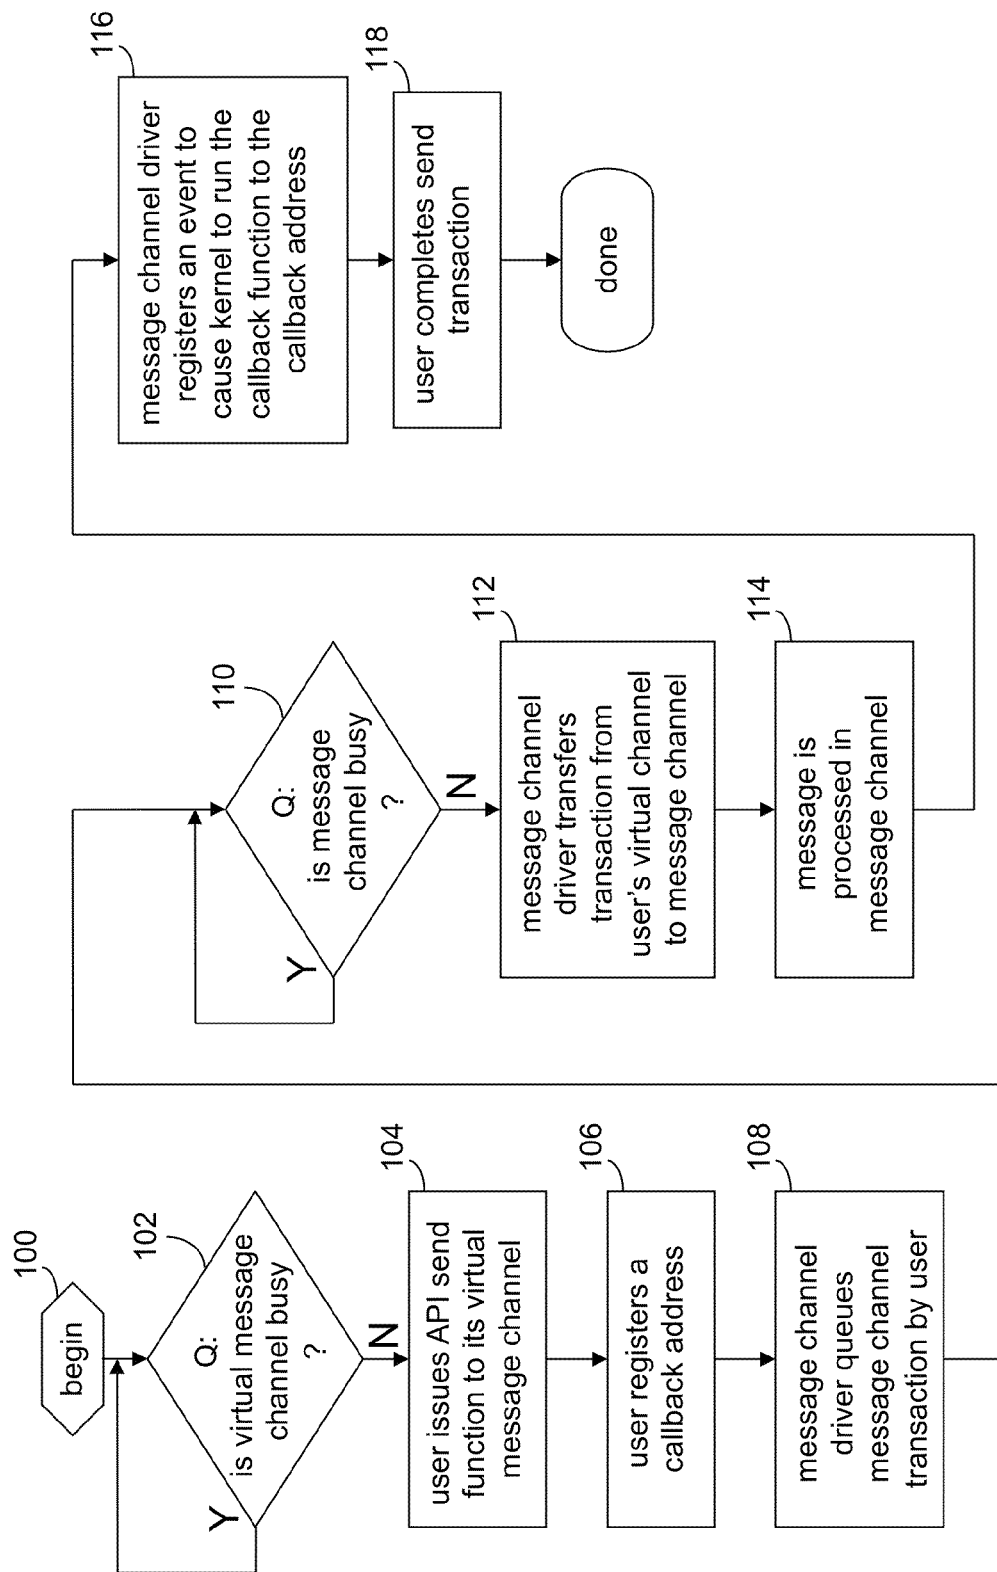 100
begin
102
Q:
is virtual message
channel busy
?
Y
N
104
user issues API send
function to its virtual
message channel
106
user registers a
callback address
108
message channel
driver queues
message channel
transaction by user
110
Q:
is message
channel busy
?
Y
N
112
message channel
driver transfers
transaction from
user's virtual channel
to message channel
114
message is
processed in
message channel
116
message channel driver
registers an event to
cause kernel to run the
callback function to the
callback address
118
user completes send
transaction
done